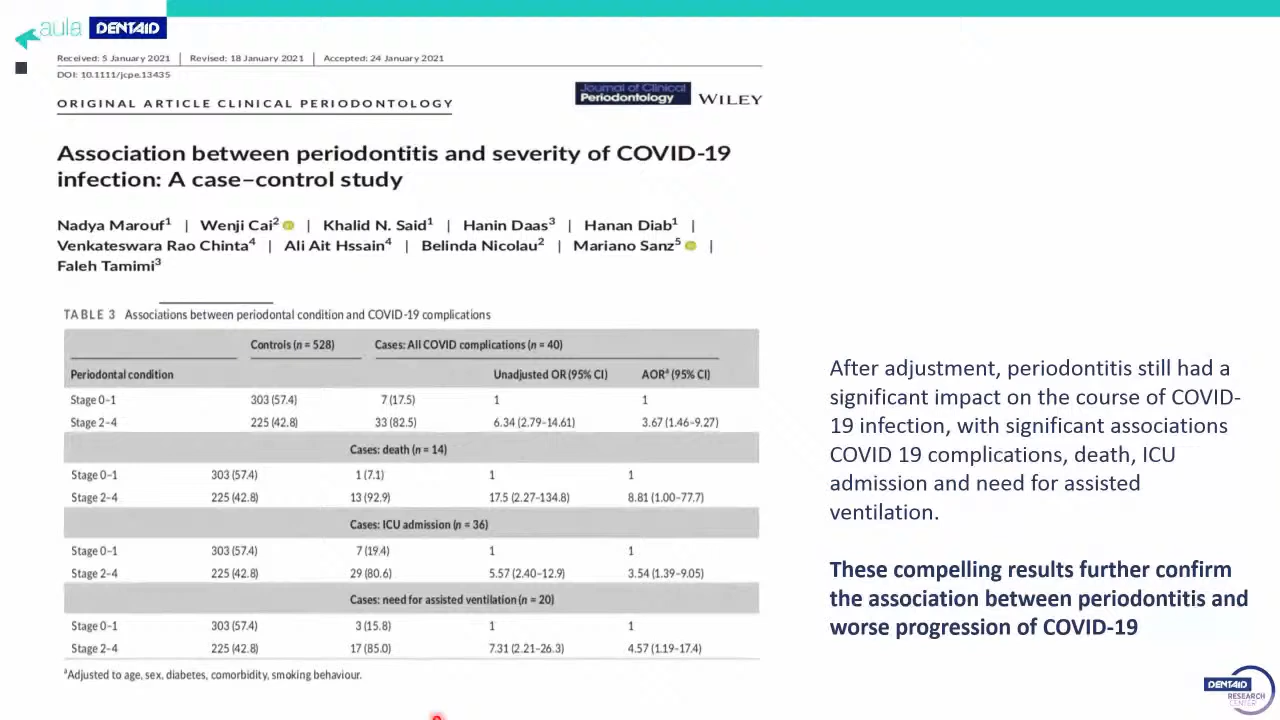 aula DENTAID
Received: 5 January 2021 | Revised: 18 January 2021 | Accepted: 24 January 2021
DOI: 10.1111/jcpe.13435
ORIGINAL ARTICLE CLINICAL PERIODONTOLOGY
Journal of Clinical
Periodontology WILEY
Association between periodontitis and severity of COVID-19
infection: A case–control study
Nadya Marouf¹ | Wenji Cai² | Khalid N. Said¹ | Hanin Daas³ | Hanan Diab¹ |
Venkateswara Rao Chinta⁴ | Ali Ait Hssain⁴ | Belinda Nicolau² | Mariano Sanz⁵ |
Faleh Tamimi³
TABLE 3 Associations between periodontal condition and COVID-19 complications
Controls (n = 528) Cases: All COVID complications (n = 40)
Periodontal condition Unadjusted OR (95% CI) AORᵃ (95% CI)
Stage 0–1 303 (57.4) 7 (17.5) 1 1
Stage 2–4 225 (42.8) 33 (82.5) 6.34 (2.79–14.61) 3.67 (1.46–9.27)
Cases: death (n = 14)
Stage 0–1 303 (57.4) 1 (7.1) 1 1
Stage 2–4 225 (42.8) 13 (92.9) 17.5 (2.27–134.8) 8.81 (1.00–77.7)
Cases: ICU admission (n = 36)
Stage 0–1 303 (57.4) 7 (19.4) 1 1
Stage 2–4 225 (42.8) 29 (80.6) 5.57 (2.40–12.9) 3.54 (1.39–9.05)
Cases: need for assisted ventilation (n = 20)
Stage 0–1 303 (57.4) 3 (15.8) 1 1
Stage 2–4 225 (42.8) 17 (85.0) 7.31 (2.21–26.3) 4.57 (1.19–17.4)
ᵃAdjusted to age, sex, diabetes, comorbidity, smoking behaviour.
After adjustment, periodontitis still had a
significant impact on the course of COVID-
19 infection, with significant associations
COVID 19 complications, death, ICU
admission and need for assisted
ventilation.
These compelling results further confirm
the association between periodontitis and
worse progression of COVID-19
DENTAID
RESEARCH
CENTER